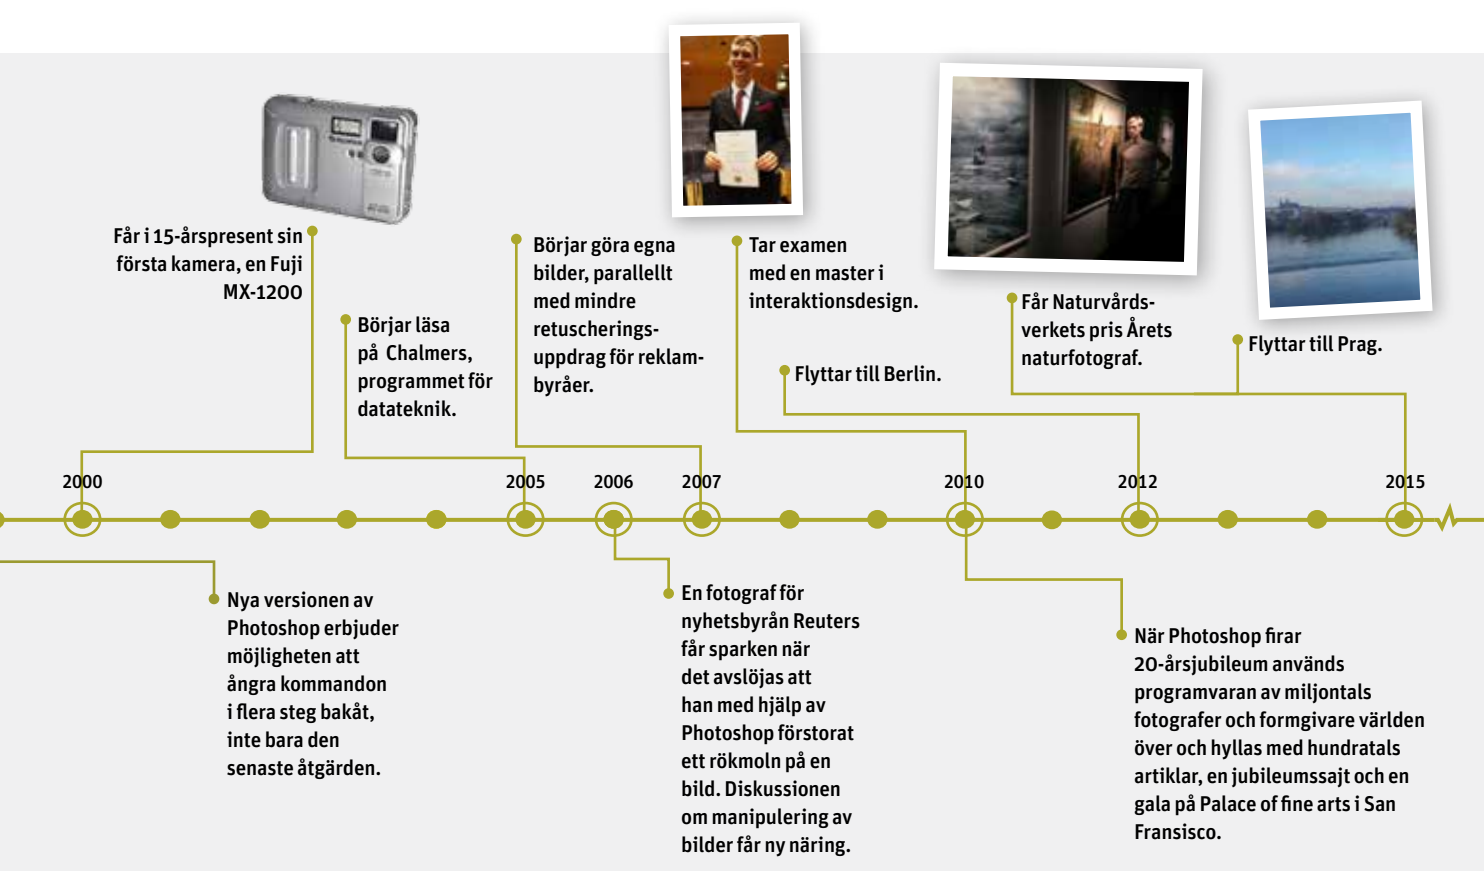 Får i 15-årspresent sin
första kamera, en Fuji
MX-1200
Börjar läsa
på Chalmers,
programmet för
datateknik.
Börjar göra egna
bilder, parallellt
med mindre
retuscherings-
uppdrag för reklam-
byråer.
Tar examen
med en master i
interaktionsdesign.
Flyttar till Berlin.
Får Naturvårds-
verkets pris Årets
naturfotograf.
Flyttar till Prag.
2000
2005
2006
2007
2010
2012
2015
Nya versionen av
Photoshop erbjuder
möjligheten att
ångra kommandon
i flera steg bakåt,
inte bara den
senaste åtgärden.
En fotograf för
nyhetsbyrån Reuters
får sparken när
det avslöjas att
han med hjälp av
Photoshop förstorat
ett rökmoln på en
bild. Diskussionen
om manipulering av
bilder får ny näring.
När Photoshop firar
20-årsjubileum används
programvaran av miljontals
fotografer och formgivare världen
över och hyllas med hundratals
artiklar, en jubileumssajt och en
gala på Palace of fine arts i San
Fransisco.